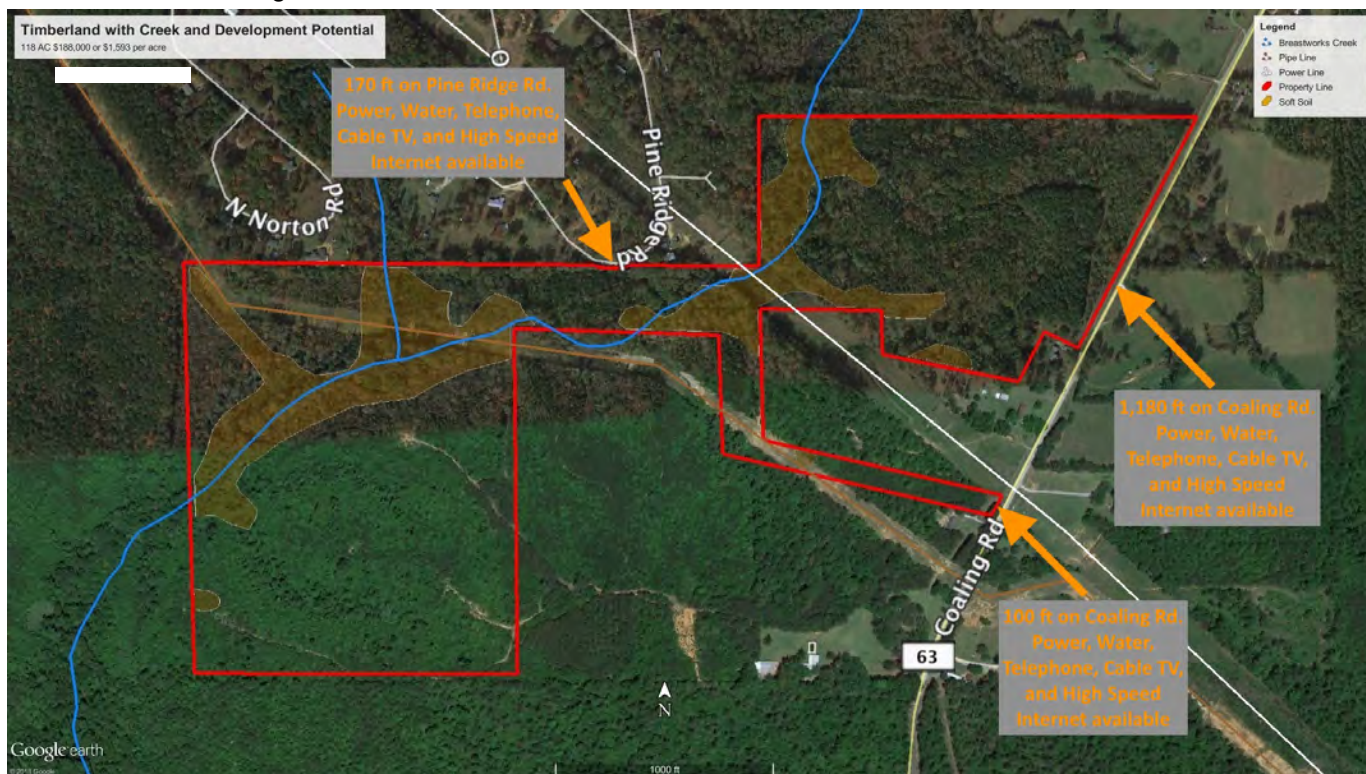 Timberland with Creek and Development Potential
118 AC $188,000 or $1,593 per acre
Legend
Breastworks Creek
Pipe Line
Power Line
Property Line
Soft Soil
170 ft on Pine Ridge Rd.
Power, Water, Telephone,
Cable TV, and High Speed
Internet available
O
Pine Ridge Rd
N Norton Rd
1,180 ft on Coaling Rd.
Power, Water,
Telephone, Cable TV,
and High Speed
Internet available
Coaling Rd
63
100 ft on Coaling Rd.
Power, Water,
Telephone, Cable TV,
and High Speed
Internet available
N
Google earth
© 2013 Google
1000 ft